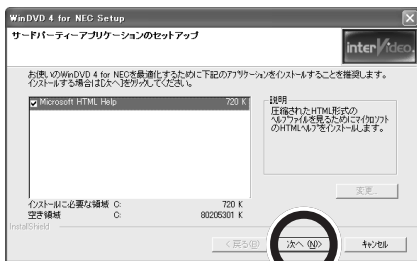 WinDVD 4 for NEC Setup
サードパーティーアプリケーションのセットアップ
InterVideo.
お使いのWinDVD 4 for NECを最適化するために下記のアプリケーションをインストールすることを推奨します。
インストールする場合は[次へ]を押してください。
Microsoft HTML Help 720 K
説明
圧縮されたHTML形式の
ヘルプファイルを見るためにマイクロソフト
のHTMLヘルプをインストールします。
変更...
インストールに必要な領域 C: 720 K
空き領域 C: 80205301 K
InstallShield
< 戻る(B) 次へ (N)> キャンセル